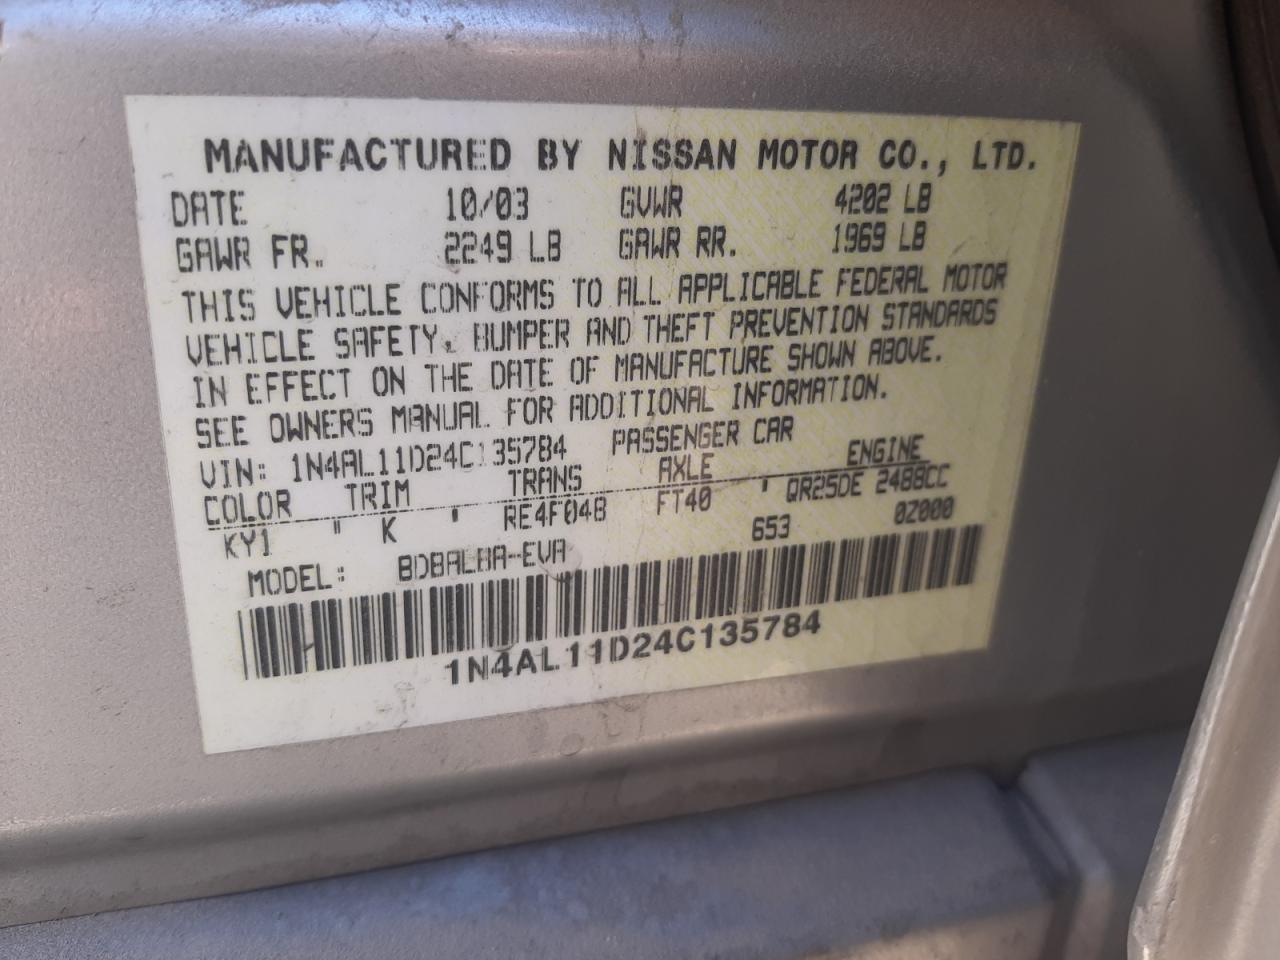 MANUFACTURED BY NISSAN MOTOR CO., LTD.
DATE 10/03 GVWR 4202 LB
GAWR FR. 2249 LB GAWR RR. 1969 LB
THIS VEHICLE CONFORMS TO ALL APPLICABLE FEDERAL MOTOR
VEHICLE SAFETY, BUMPER AND THEFT PREVENTION STANDARDS
IN EFFECT ON THE DATE OF MANUFACTURE SHOWN ABOVE.
SEE OWNERS MANUAL FOR ADDITIONAL INFORMATION.
VIN: 1N4AL11D24C135784 PASSENGER CAR
COLOR TRIM TRANS AXLE ENGINE
KY1 " K ' RE4F04B FT40 ' QR25DE 2488CC
653 0Z000
MODEL: BDBALBA-EVA
1N4AL11D24C135784